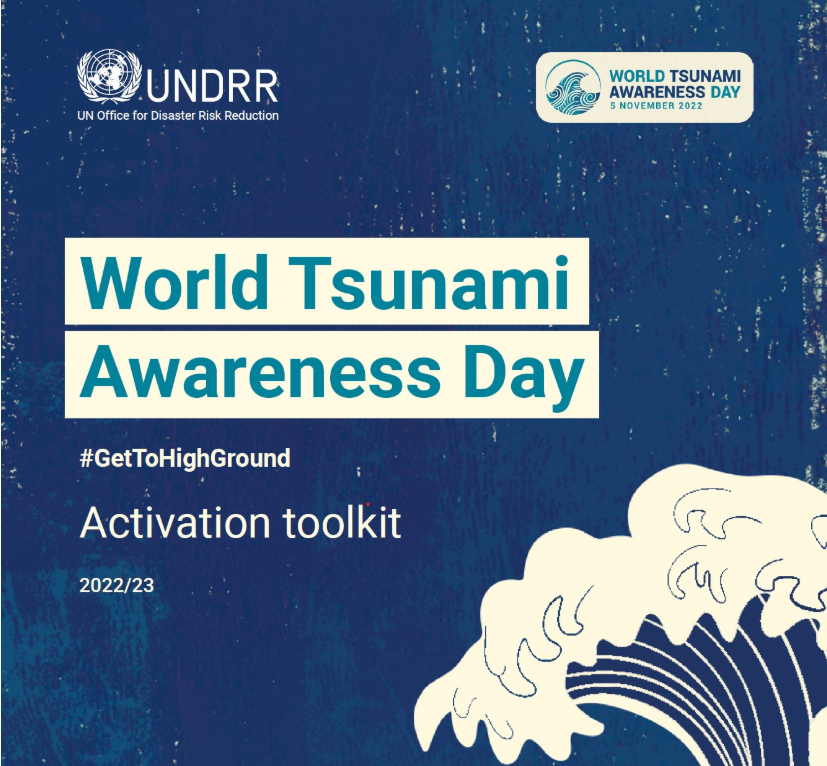 UNDRR
UN Office for Disaster Risk Reduction
WORLD TSUNAMI
AWARENESS DAY
5 NOVEMBER 2022
World Tsunami
Awareness Day
#GetToHighGround
Activation toolkit
2022/23